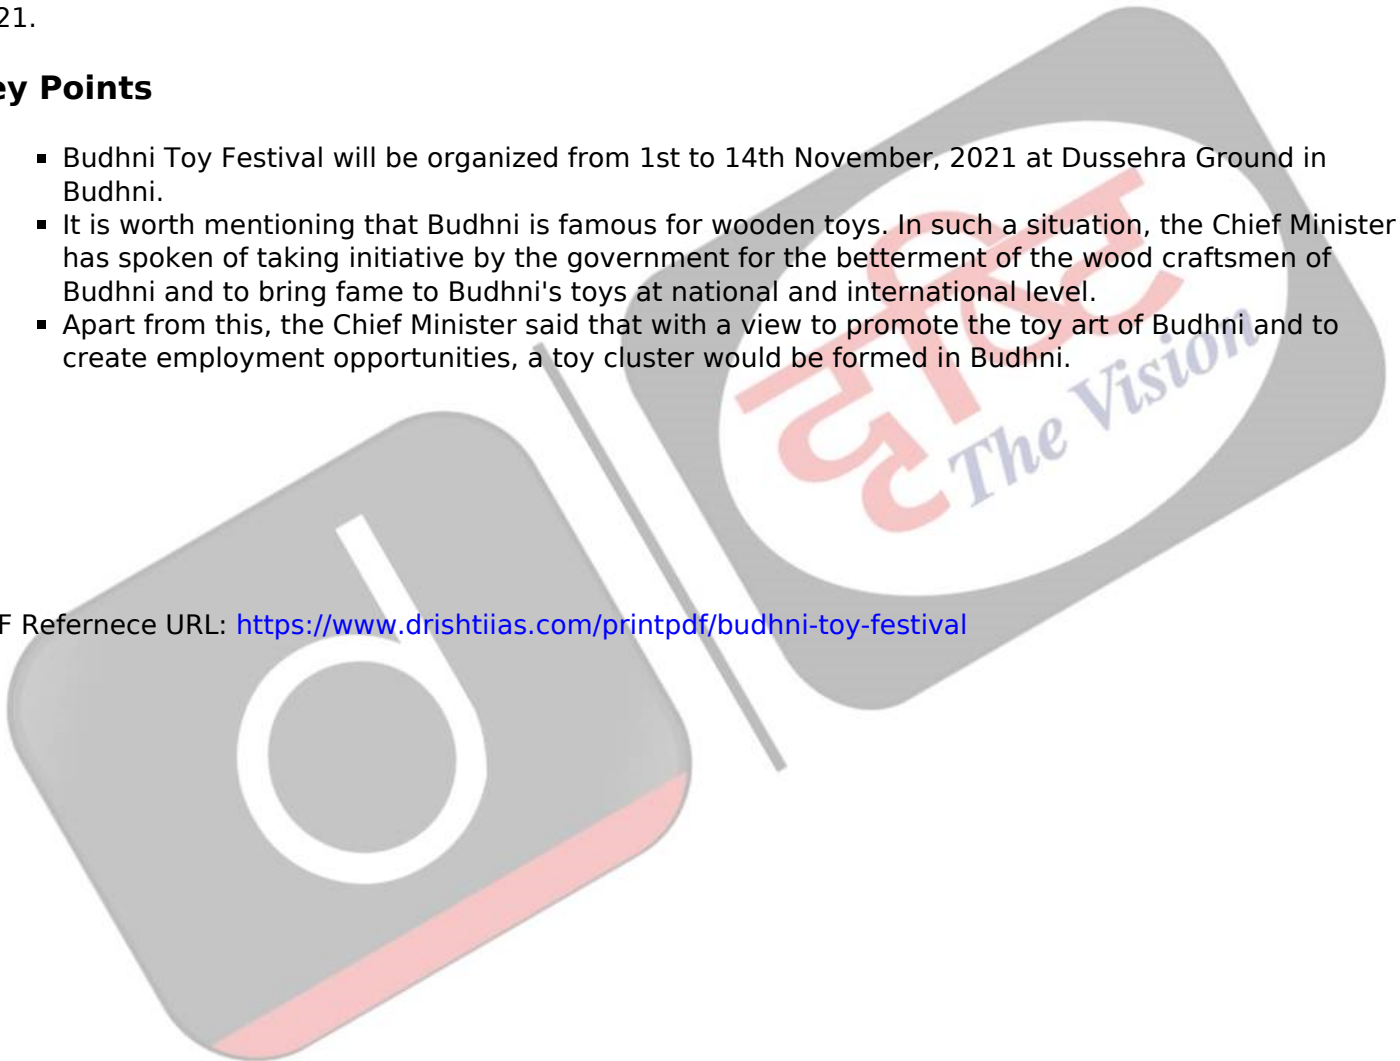 21.
ey Points
▪ Budhni Toy Festival will be organized from 1st to 14th November, 2021 at Dussehra Ground in
Budhni.
▪ It is worth mentioning that Budhni is famous for wooden toys. In such a situation, the Chief Minister
has spoken of taking initiative by the government for the betterment of the wood craftsmen of
Budhni and to bring fame to Budhni's toys at national and international level.
▪ Apart from this, the Chief Minister said that with a view to promote the toy art of Budhni and to
create employment opportunities, a toy cluster would be formed in Budhni.
दृष्टि
The Vision
F Refernece URL: https://www.drishtiias.com/printpdf/budhni-toy-festival
d